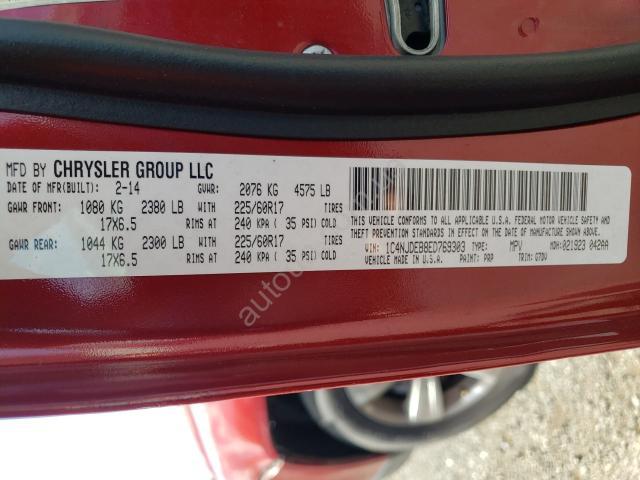 MFD BY CHRYSLER GROUP LLC
DATE OF MFR(BUILT): 2-14 GVWR: 2076 KG 4575 LB
GAWR FRONT: 1080 KG 2380 LB WITH 225/60R17 TIRES
17X6.5 RIMS AT 240 KPA ( 35 PSI) COLD
GAWR REAR: 1044 KG 2300 LB WITH 225/60R17 TIRES
17X6.5 RIMS AT 240 KPA ( 35 PSI) COLD
THIS VEHICLE CONFORMS TO ALL APPLICABLE U.S.A. FEDERAL MOTOR VEHICLE SAFETY AND
THEFT PREVENTION STANDARDS IN EFFECT ON THE DATE OF MANUFACTURE SHOWN ABOVE.
VIN: 1C4NJDEB8ED769303 TYPE: MPV MDH:021923 042AA
VEHICLE MADE IN U.S.A. PAINT: PRP TRIM: G7DV